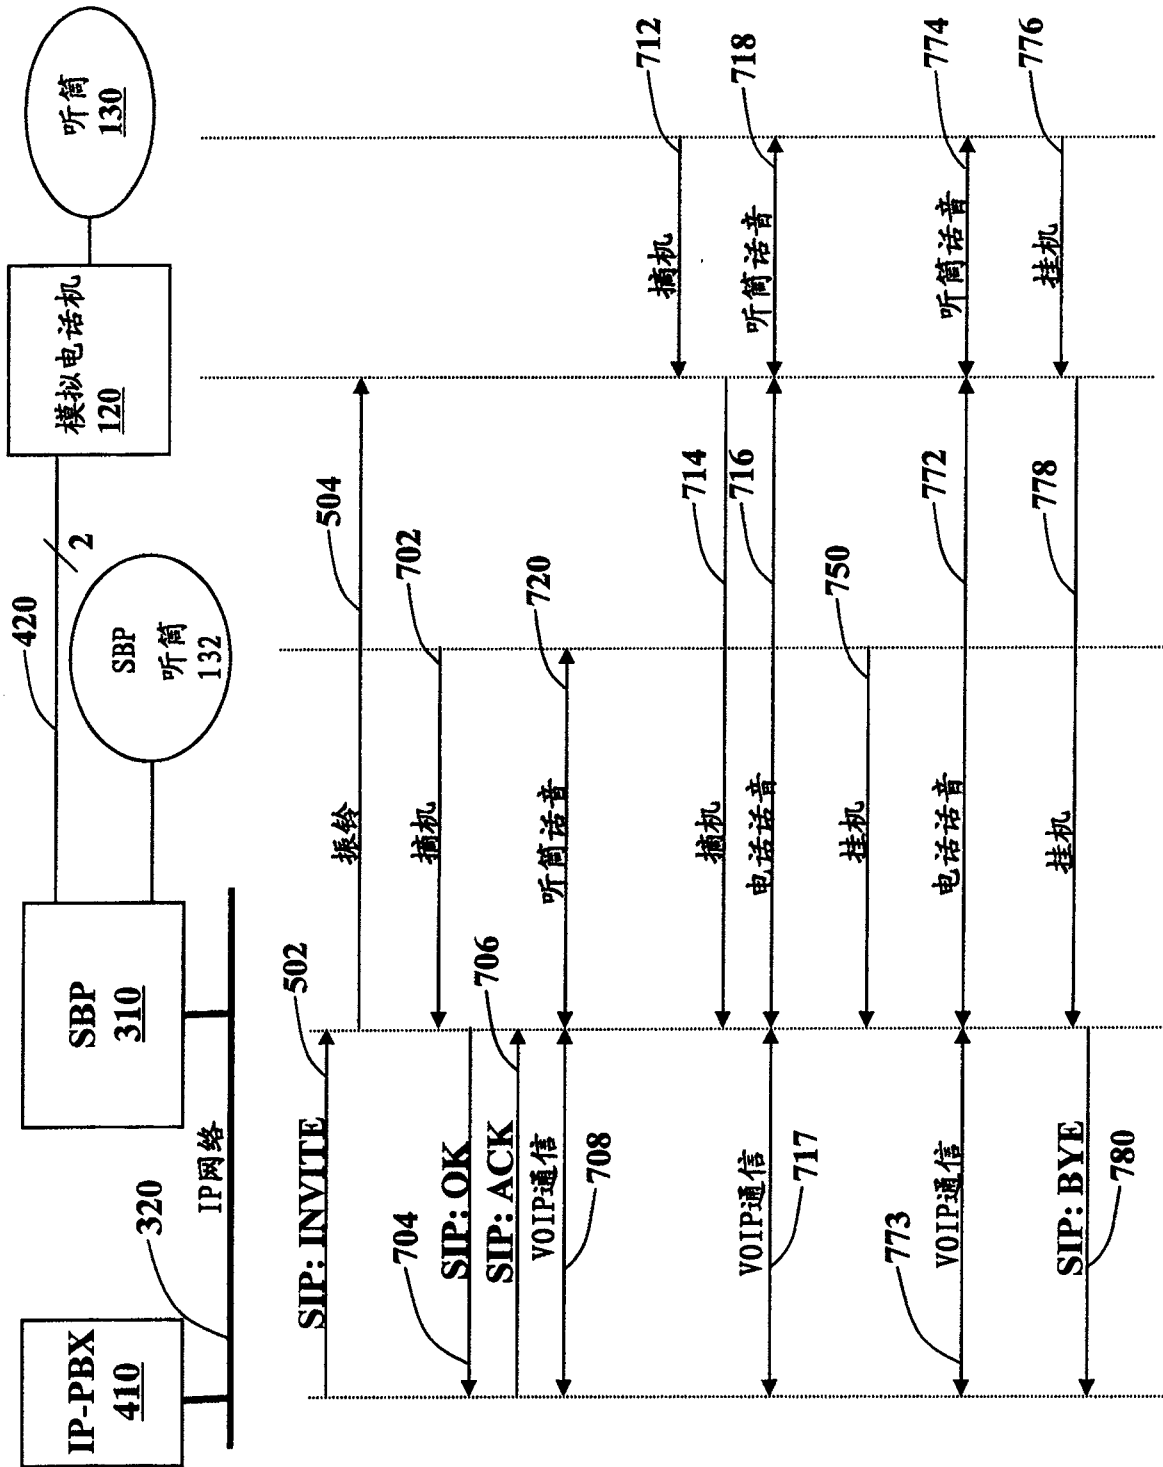 IP-PBX
410
320
IP网络
SBP
310
SBP
听筒
132
420
2
模拟电话机
120
听筒
130
SIP: INVITE
502
振铃
504
摘机
702
704
SIP: OK
SIP: ACK
706
VOIP通信
708
听筒话音
720
摘机
712
摘机
714
VOIP通信
717
电话话音
716
听筒话音
718
挂机
750
773
VOIP通信
电话话音
772
听筒话音
774
挂机
776
挂机
778
SIP: BYE
780